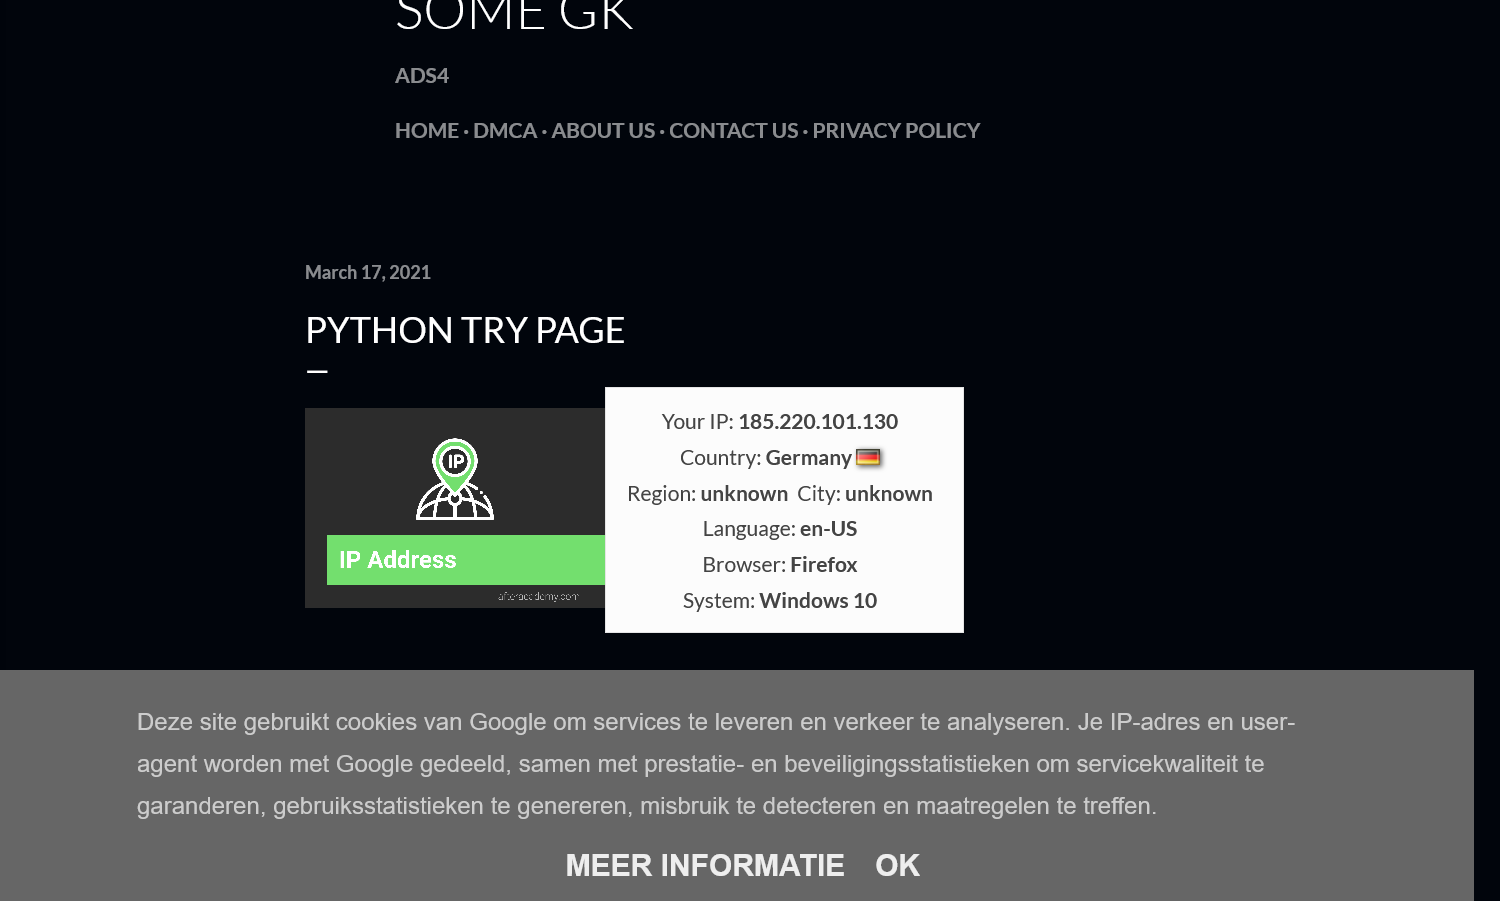 SOME GK
ADS4
HOME · DMCA · ABOUT US · CONTACT US · PRIVACY POLICY
March 17, 2021
PYTHON TRY PAGE
IP
IP Address
afteracademy.com
Your IP: 185.220.101.130
Country: Germany
Region: unknown City: unknown
Language: en-US
Browser: Firefox
System: Windows 10
Deze site gebruikt cookies van Google om services te leveren en verkeer te analyseren. Je IP-adres en user-
agent worden met Google gedeeld, samen met prestatie- en beveiligingsstatistieken om servicekwaliteit te
garanderen, gebruiksstatistieken te genereren, misbruik te detecteren en maatregelen te treffen.
MEER INFORMATIE OK